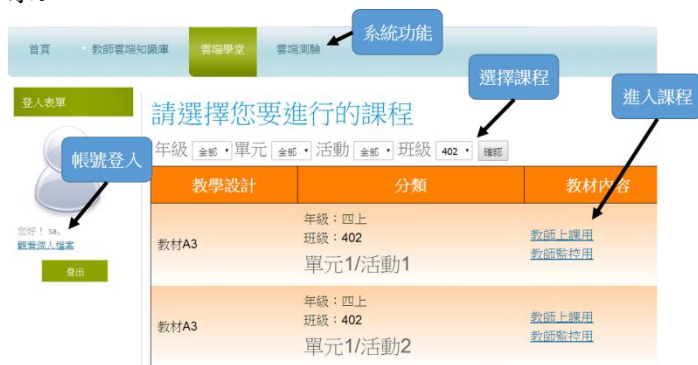 系統功能
首頁 教師雲端知識庫 雲端學堂 雲端測驗
選擇課程
進入課程
登入表單
請選擇您要進行的課程
年級 全部 單元 全部 活動 全部 班級 402 確認
帳號登入
教學設計 分類 教材內容
您好！ sa,
觀看個人檔案
登出
年級：四上
班級：402
教材A3
單元1/活動1
教師上課用
教師監控用
年級：四上
班級：402
教材A3
單元1/活動2
教師上課用
教師監控用